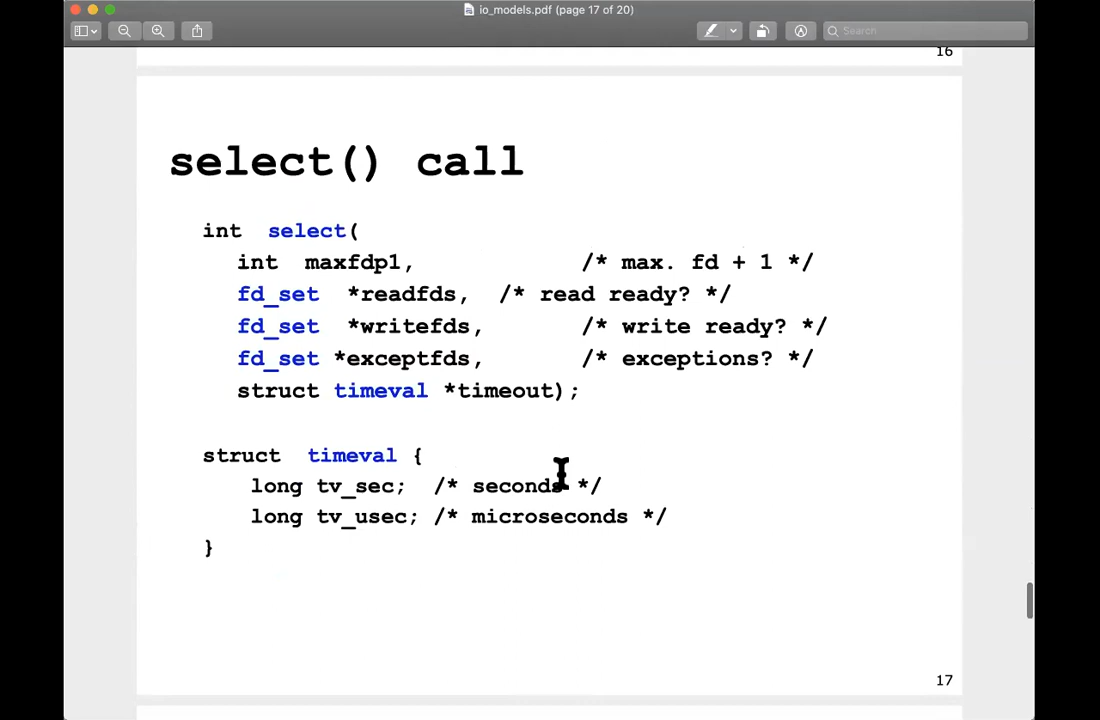 io_models.pdf (page 17 of 20)
Search
16
select() call
int select(
int maxfdp1, /* max. fd + 1 */
fd_set *readfds, /* read ready? */
fd_set *writefds, /* write ready? */
fd_set *exceptfds, /* exceptions? */
struct timeval *timeout);
struct timeval {
long tv_sec; /* seconds */
long tv_usec; /* microseconds */
}
17